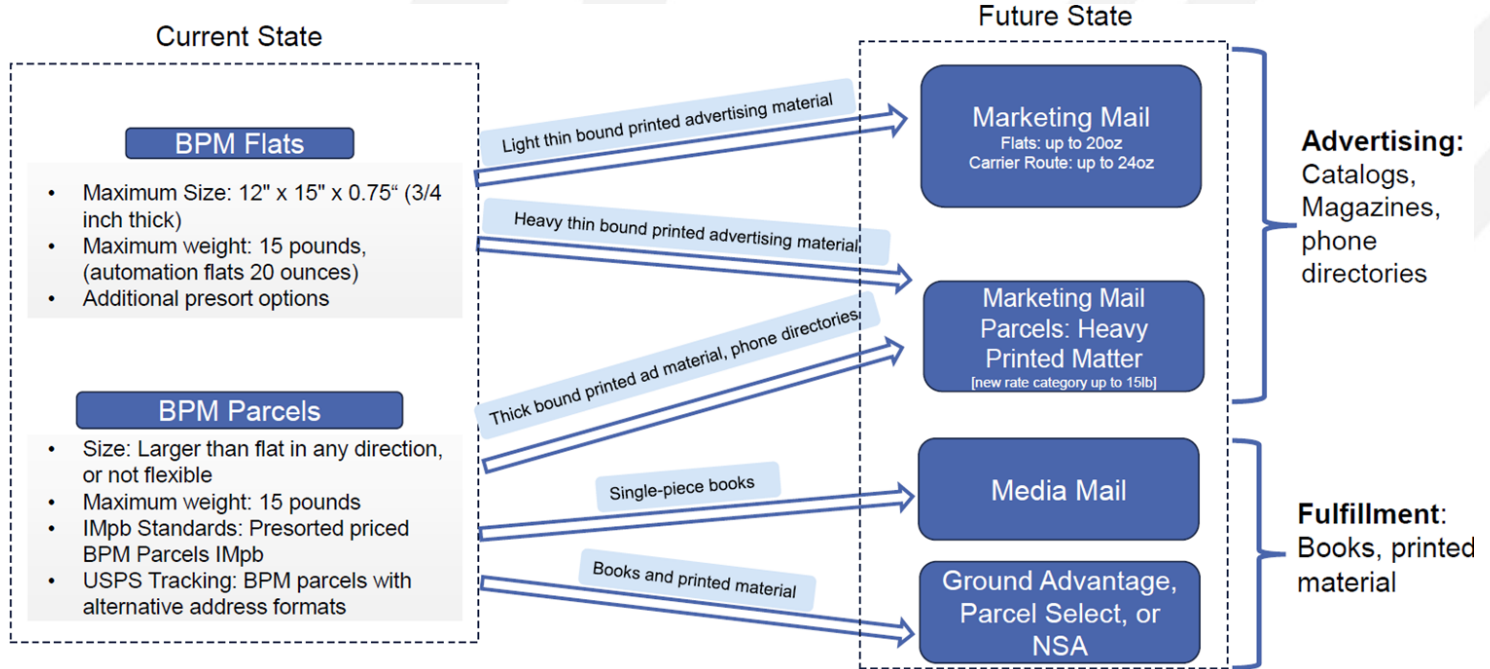 Current State
BPM Flats
• Maximum Size: 12" x 15" x 0.75“ (3/4
inch thick)
• Maximum weight: 15 pounds,
(automation flats 20 ounces)
• Additional presort options
BPM Parcels
• Size: Larger than flat in any direction,
or not flexible
• Maximum weight: 15 pounds
• IMpb Standards: Presorted priced
BPM Parcels IMpb
• USPS Tracking: BPM parcels with
alternative address formats
Light thin bound printed advertising material
Heavy thin bound printed advertising material
Thick bound printed ad material, phone directories
Single-piece books
Books and printed material
Future State
Marketing Mail
Flats: up to 20oz
Carrier Route: up to 24oz
Marketing Mail
Parcels: Heavy
Printed Matter
[new rate category up to 15lb]
Media Mail
Ground Advantage,
Parcel Select, or
NSA
Advertising:
Catalogs,
Magazines,
phone
directories
Fulfillment:
Books, printed
material